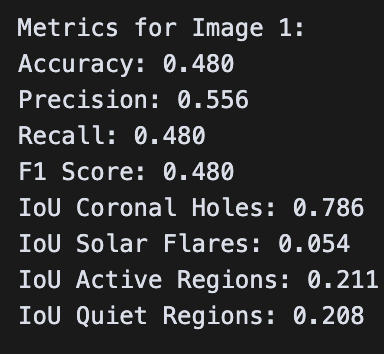 Metrics for Image 1:
Accuracy: 0.480
Precision: 0.556
Recall: 0.480
F1 Score: 0.480
IoU Coronal Holes: 0.786
IoU Solar Flares: 0.054
IoU Active Regions: 0.211
IoU Quiet Regions: 0.208